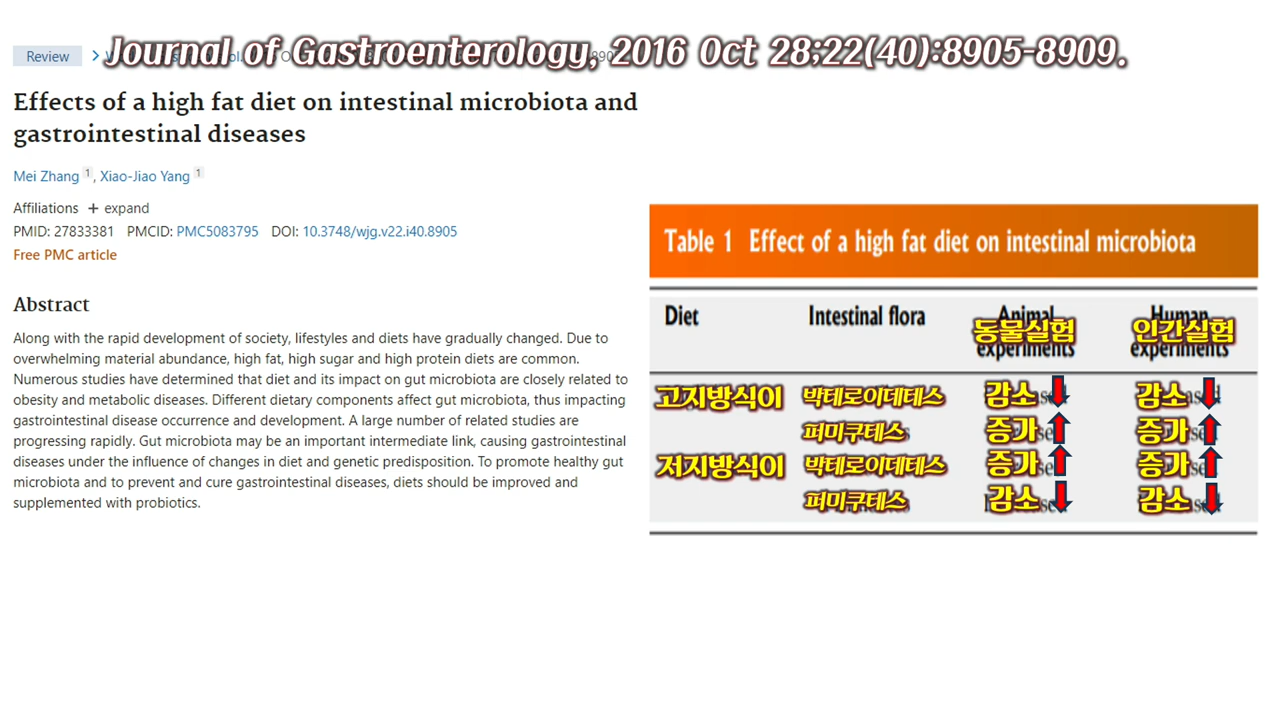 Review
Journal of Gastroenterology, 2016 Oct 28;22(40):8905-8909.
Effects of a high fat diet on intestinal microbiota and
gastrointestinal diseases
Mei Zhang 1, Xiao-Jiao Yang 1
Affiliations + expand
PMID: 27833381 PMCID: PMC5083795 DOI: 10.3748/wjg.v22.i40.8905
Free PMC article
Abstract
Along with the rapid development of society, lifestyles and diets have gradually changed. Due to
overwhelming material abundance, high fat, high sugar and high protein diets are common.
Numerous studies have determined that diet and its impact on gut microbiota are closely related to
obesity and metabolic diseases. Different dietary components affect gut microbiota, thus impacting
gastrointestinal disease occurrence and development. A large number of related studies are
progressing rapidly. Gut microbiota may be an important intermediate link, causing gastrointestinal
diseases under the influence of changes in diet and genetic predisposition. To promote healthy gut
microbiota and to prevent and cure gastrointestinal diseases, diets should be improved and
supplemented with probiotics.
Table 1 Effect of a high fat diet on intestinal microbiota
Diet Intestinal flora Animal Human
동물실험 인간실험
experiments experiments
고지방식이 박테로이데테스 감소 감소
퍼미쿠테스 증가 증가
저지방식이 박테로이데테스 증가 증가
퍼미쿠테스 감소 감소